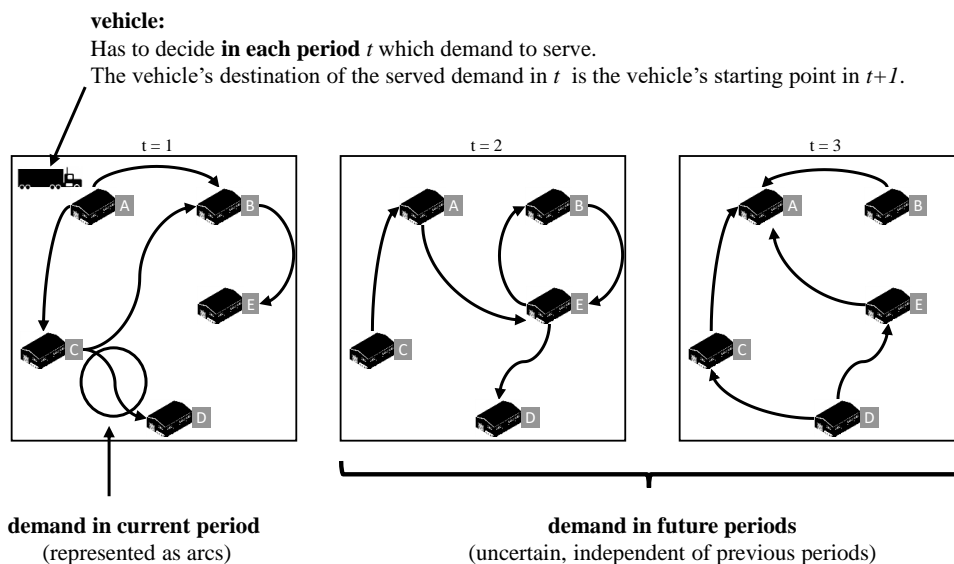 vehicle:
Has to decide in each period t which demand to serve.
The vehicle's destination of the served demand in t is the vehicle's starting point in t+1.
t = 1
t = 2
t = 3
A
B
E
C
D
A
B
E
C
D
A
B
E
C
D
demand in current period
(represented as arcs)
demand in future periods
(uncertain, independent of previous periods)